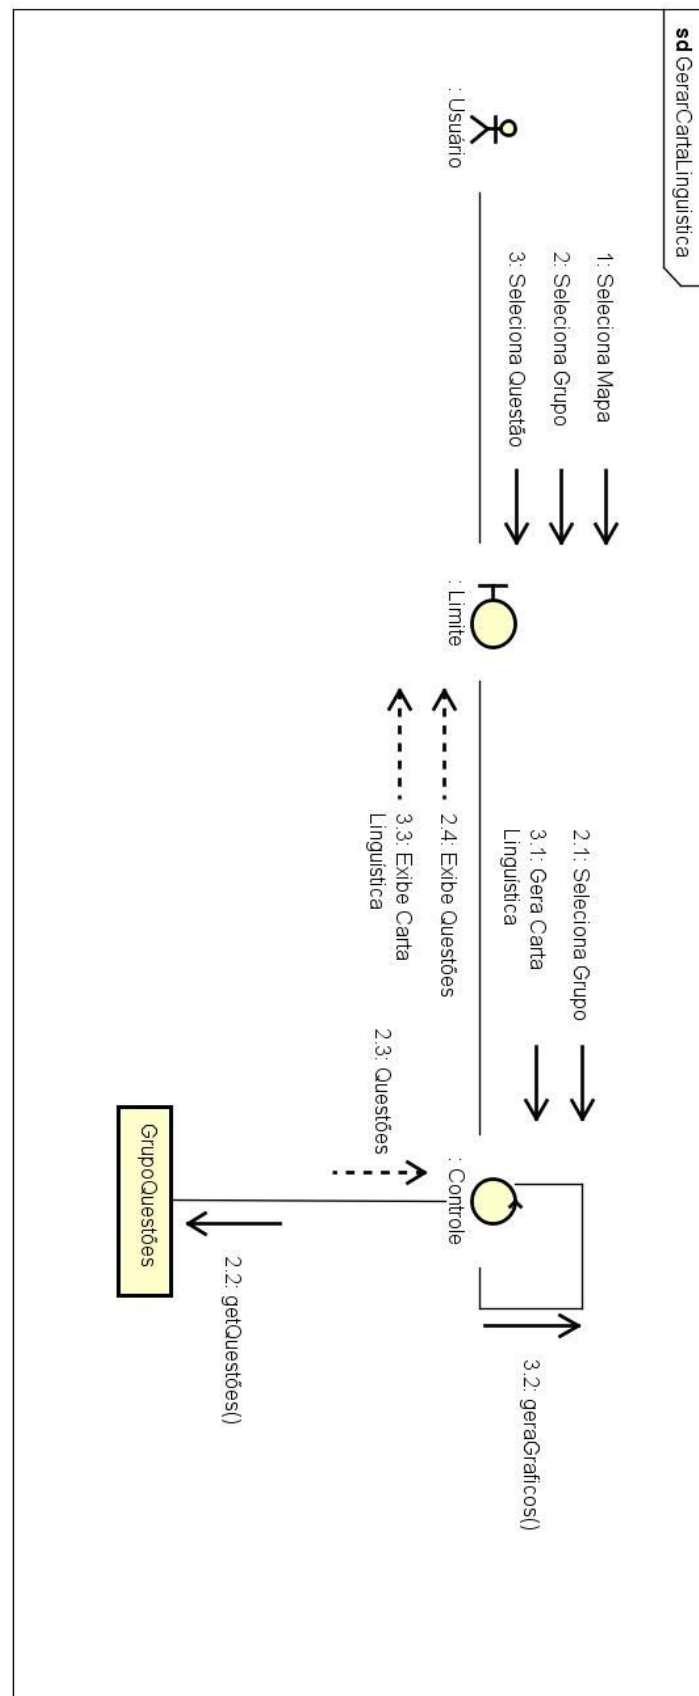 sd GerarCartaLinguistica
1: Seleciona Mapa
2: Seleciona Grupo
3: Seleciona Questão
: Usuário
2.1: Seleciona Grupo
3.1: Gera Carta
Linguística
: Limite
2.4: Exibe Questões
3.3: Exibe Carta
Linguística
3.2: geraGraficos()
: Controle
2.3: Questões
2.2: getQuestões()
GrupoQuestões